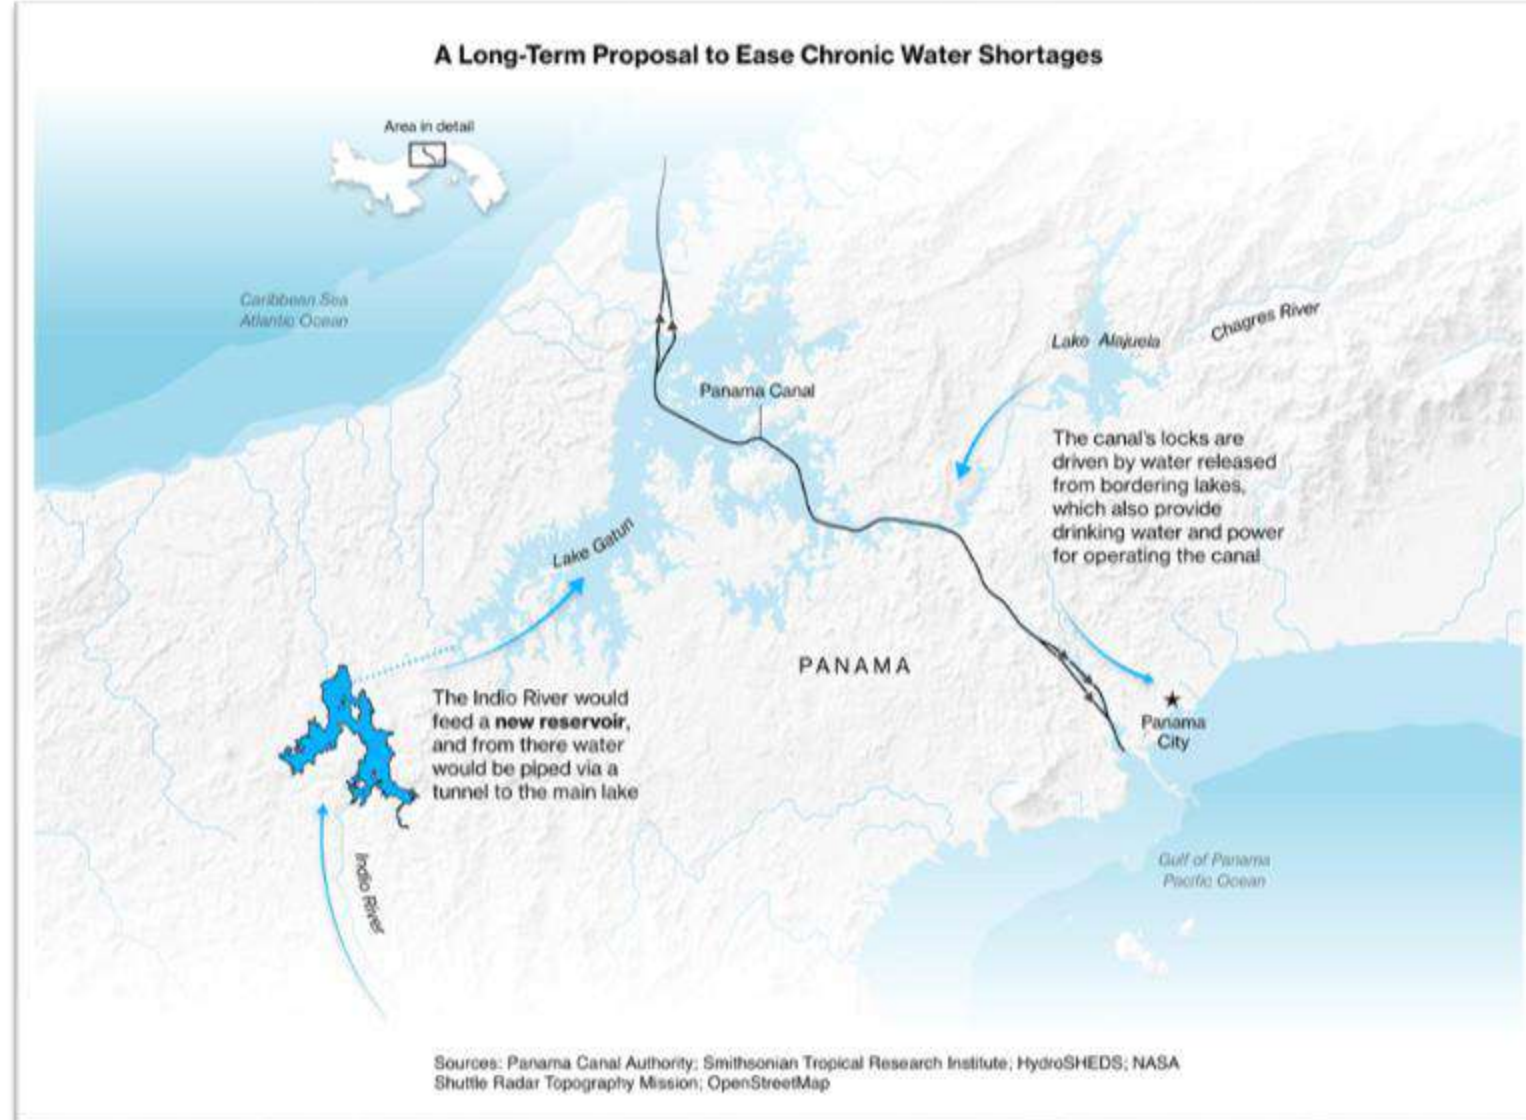 A Long-Term Proposal to Ease Chronic Water Shortages
Area in detail
Caribbean Sea
Atlantic Ocean
Panama Canal
Lake Alajuela
Chagres River
The canal's locks are
driven by water released
from bordering lakes,
which also provide
drinking water and power
for operating the canal
Lake Gatun
PANAMA
The Indio River would
feed a new reservoir,
and from there water
would be piped via a
tunnel to the main lake
Panama
City
Indio River
Gulf of Panama
Pacific Ocean
Sources: Panama Canal Authority; Smithsonian Tropical Research Institute; HydroSHEDS; NASA
Shuttle Radar Topography Mission; OpenStreetMap